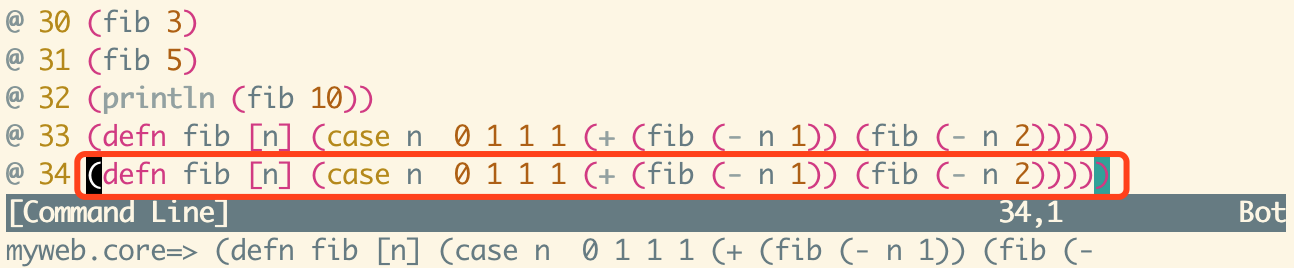 @ 30 (fib 3)
@ 31 (fib 5)
@ 32 (println (fib 10))
@ 33 (defn fib [n] (case n  0 1 1 1 (+ (fib (- n 1)) (fib (- n 2)))))
@ 34 (defn fib [n] (case n  0 1 1 1 (+ (fib (- n 1)) (fib (- n 2)))))
[Command Line] 34,1 Bot
myweb.core=> (defn fib [n] (case n  0 1 1 1 (+ (fib (- n 1)) (fib (-